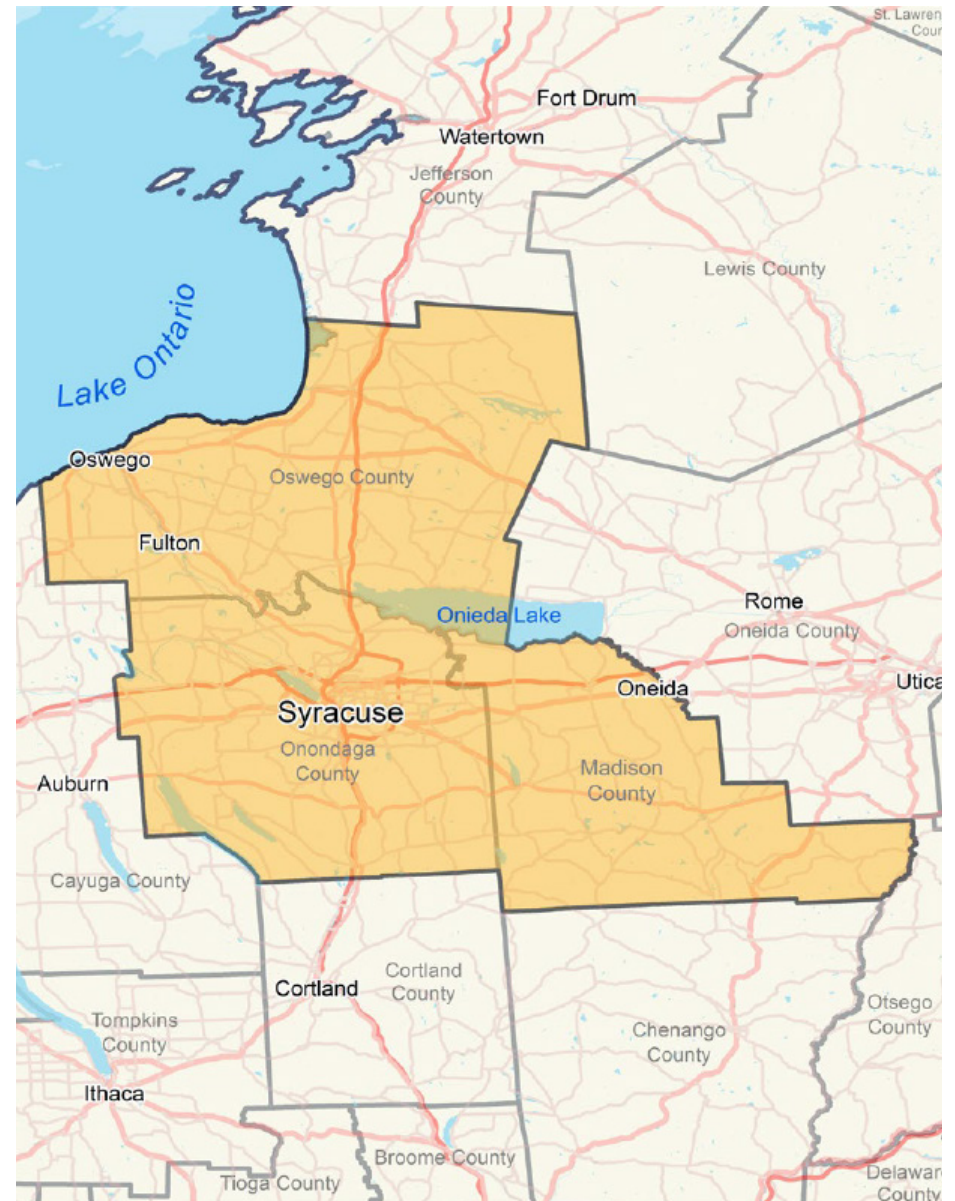 St. Lawren
Cour
Fort Drum
Watertown
Jefferson
County
Lewis County
Lake Ontario
Oswego
Oswego County
Fulton
Onieda Lake
Rome
Oneida County
Utica
Oneida
Syracuse
Onondaga
County
Madison
County
Auburn
Cayuga County
Cortland
County
Cortland
Otsego
County
Tompkins
County
Chenango
County
Ithaca
Broome County
Tioga County
Delawar
County